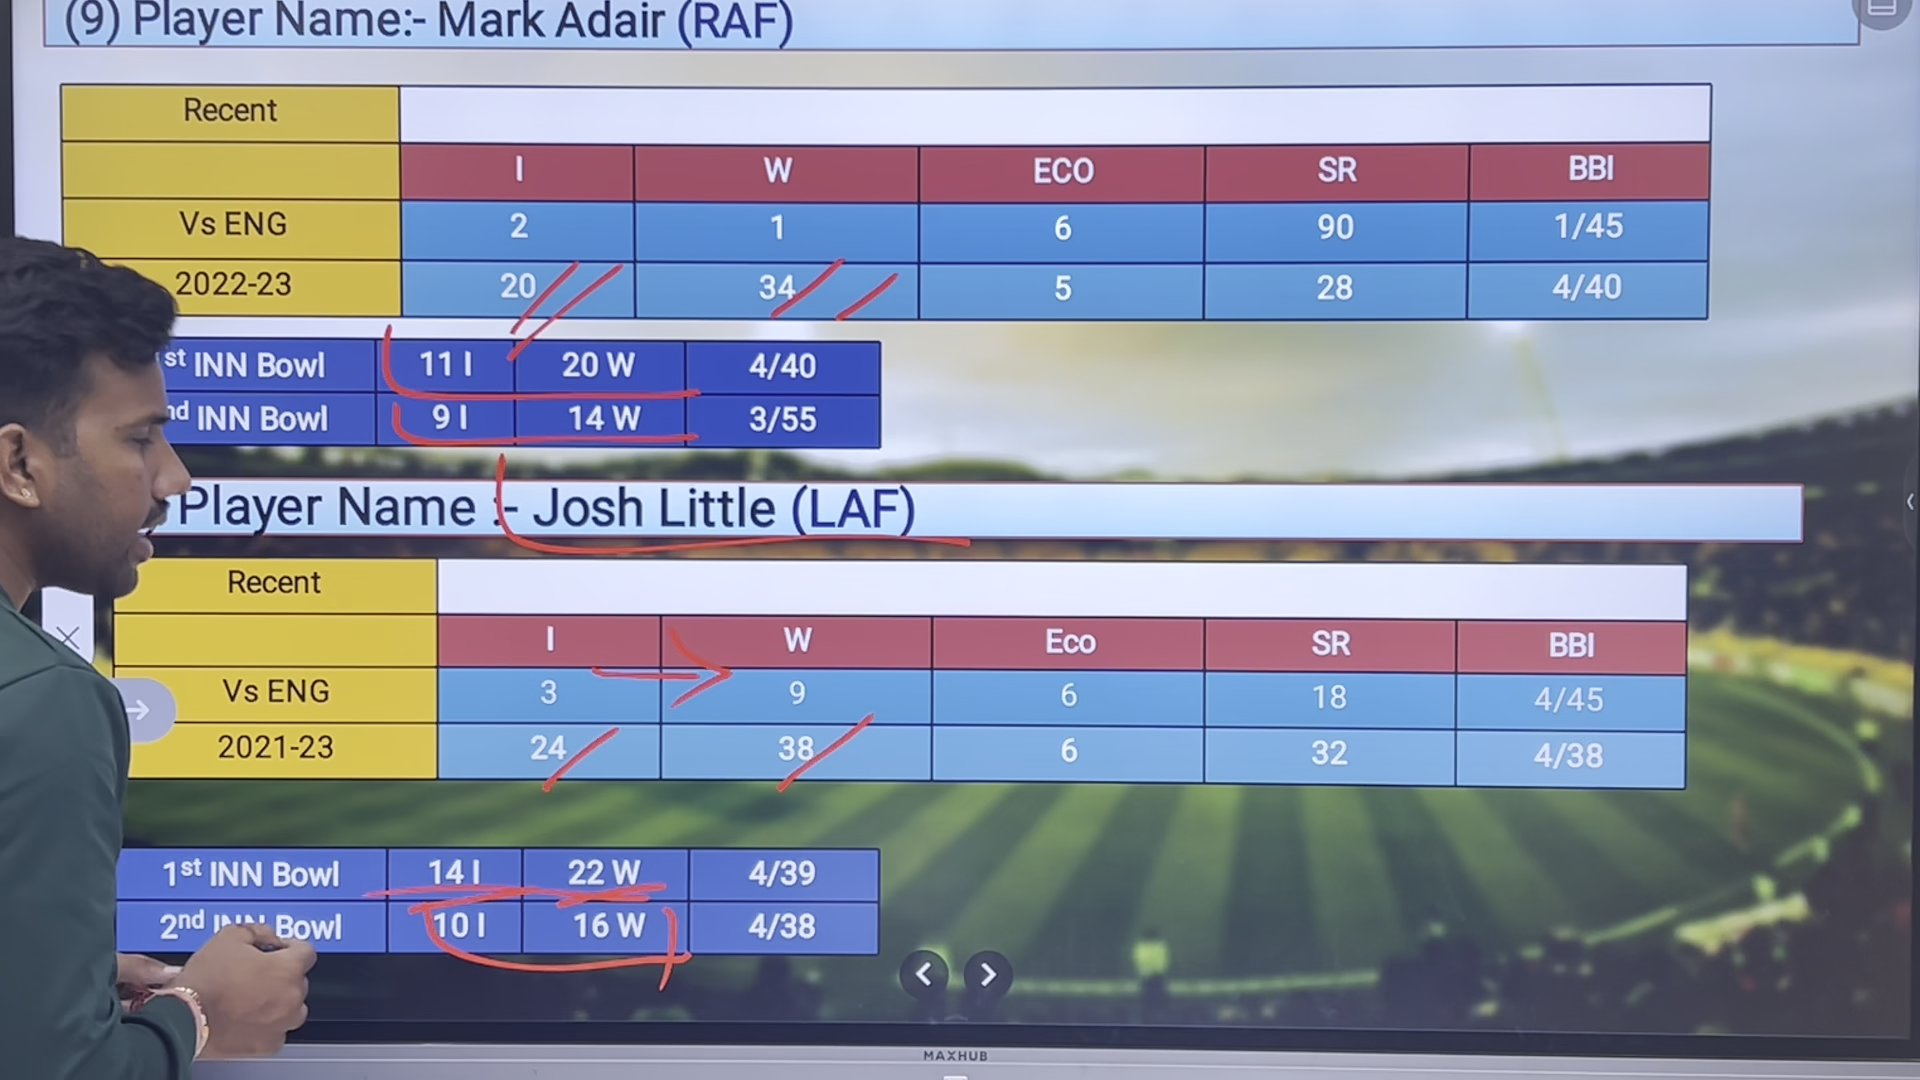 (9) Player Name:- Mark Adair (RAF)
Recent
I W ECO SR BBI
Vs ENG 2 1 6 90 1/45
2022-23 20 34 5 28 4/40
st INN Bowl 11 I 20 W 4/40
nd INN Bowl 9 I 14 W 3/55
Player Name :- Josh Little (LAF)
Recent
I W Eco SR BBI
Vs ENG 3 9 6 18 4/45
2021-23 24 38 6 32 4/38
1st INN Bowl 14 I 22 W 4/39
2nd INN Bowl 10 I 16 W 4/38
MAXHUB